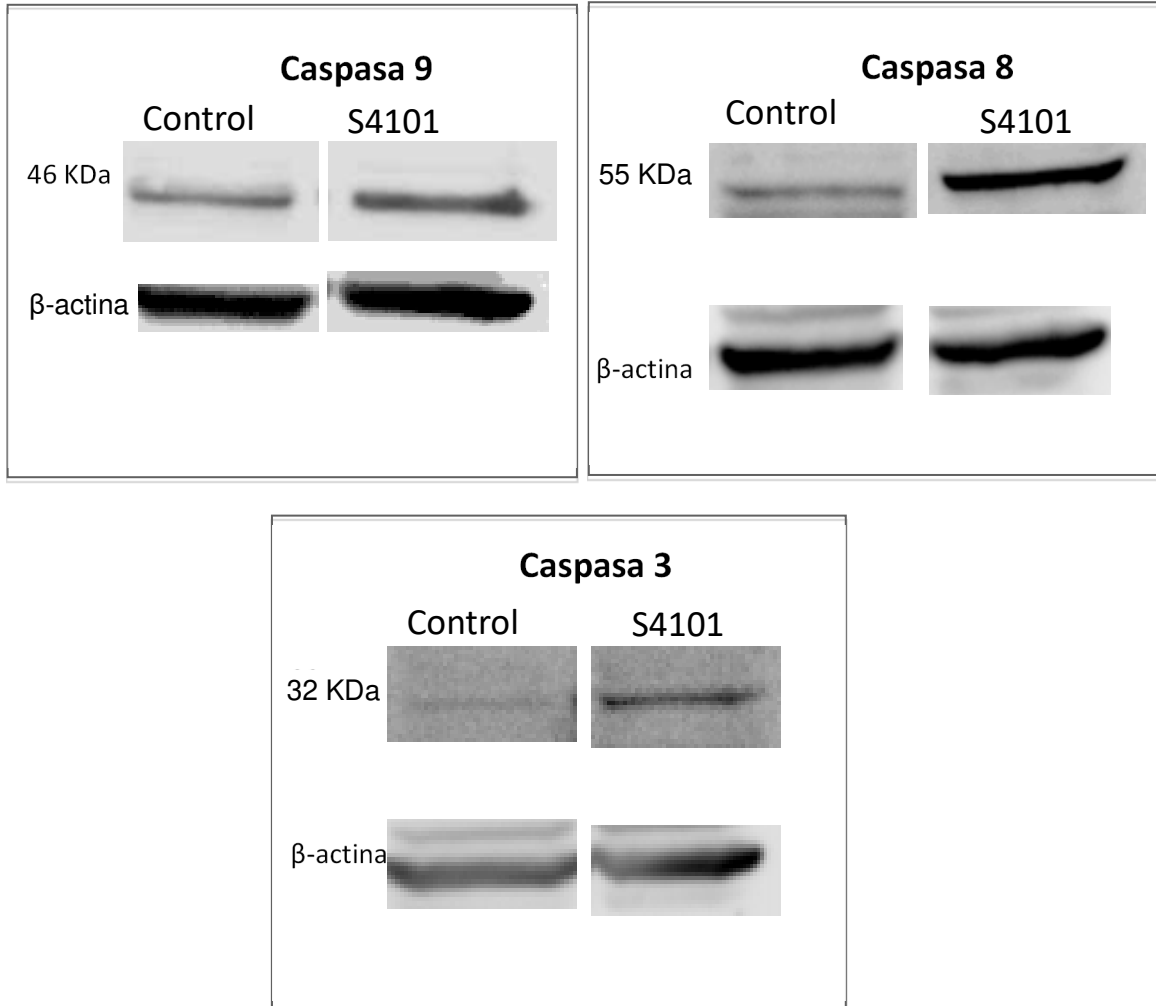 Caspasa 9
Control S4101
46 KDa
β-actina
Caspasa 8
Control S4101
55 KDa
β-actina
Caspasa 3
Control S4101
32 KDa
β-actina